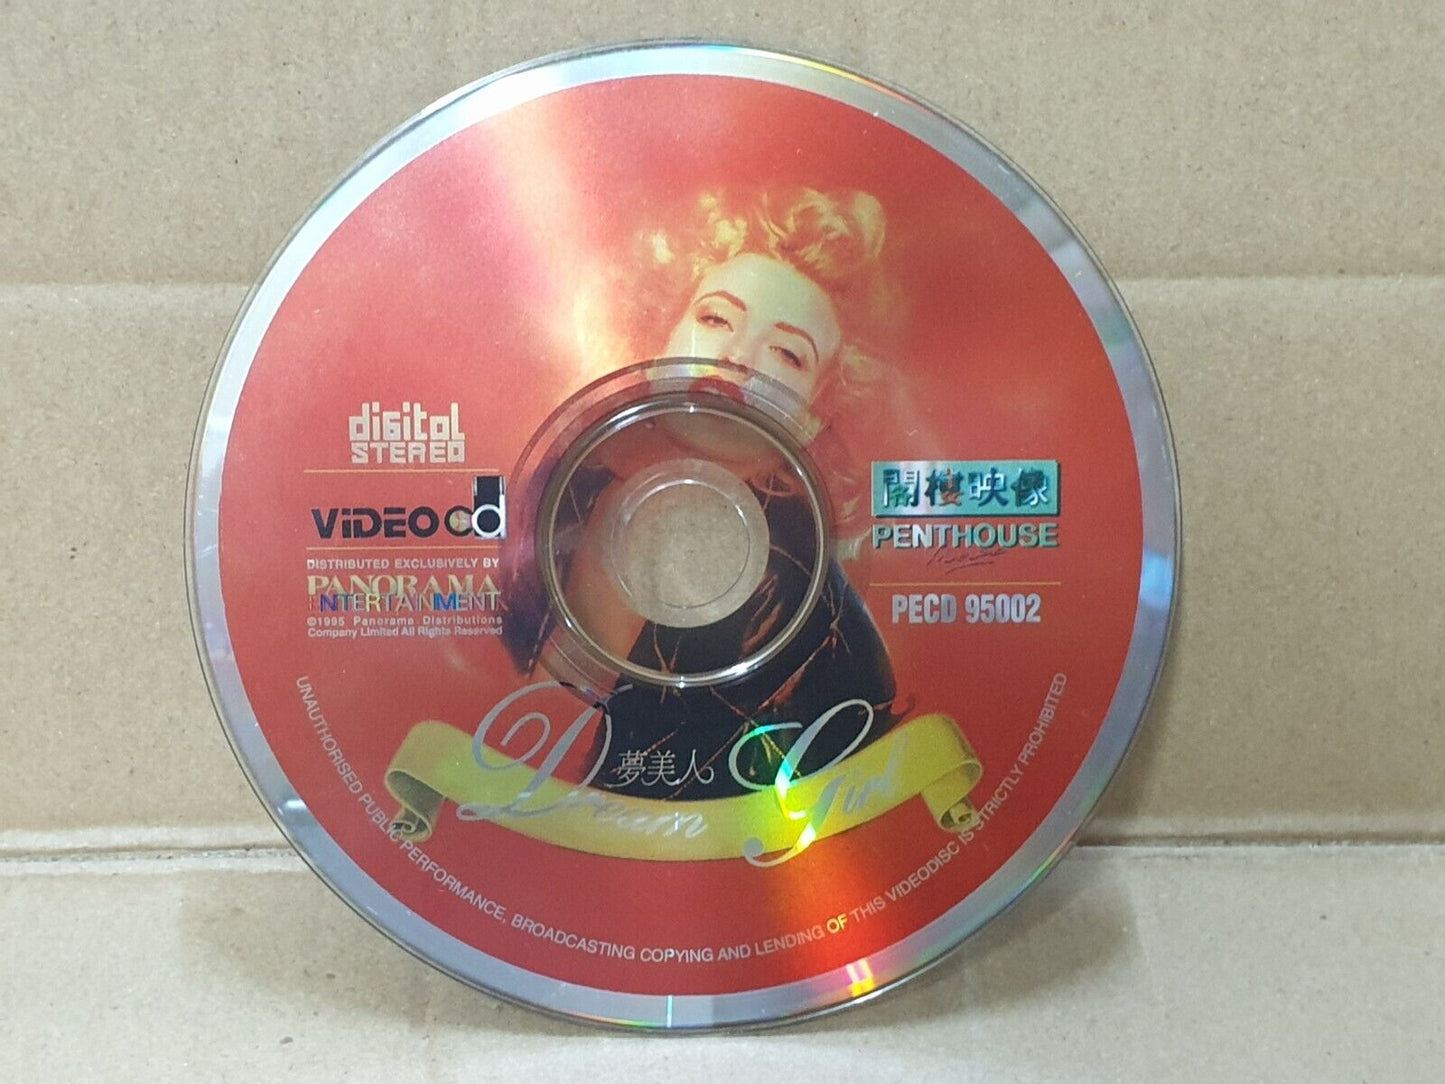 digital
STEREO
VIDEO CD
DISTRIBUTED EXCLUSIVELY BY
PANORAMA
ENTERTAINMENT
©1995 Panorama Distributions
Company Limited All Rights Reserved
閣樓映像
PENTHOUSE
PECD 95002
夢美人
Dream Girl
UNAUTHORISED PUBLIC PERFORMANCE, BROADCASTING COPYING AND LENDING OF THIS VIDEODISC IS STRICTLY PROHIBITED